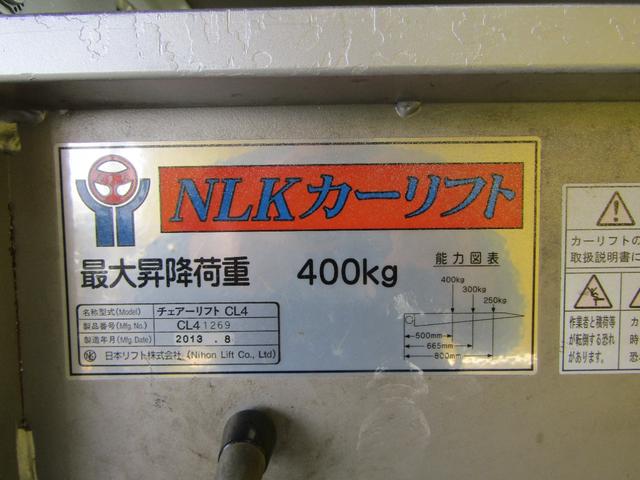 NLKカーリフト
最大昇降荷重 400kg
名称型式(Model) チェアーリフト CL4
製品番号(Mfg.No.) CL41269
製造年月(Mfg.Date) 2013.8
NLK 日本リフト株式会社 (Nihon Lift Co., Ltd)
能力図表
400kg
300kg
250kg
500mm
665mm
800mm
カーリフトの
取扱説明書に
作業者と積荷等
が転倒する恐れ
があります。
カ
時
恐